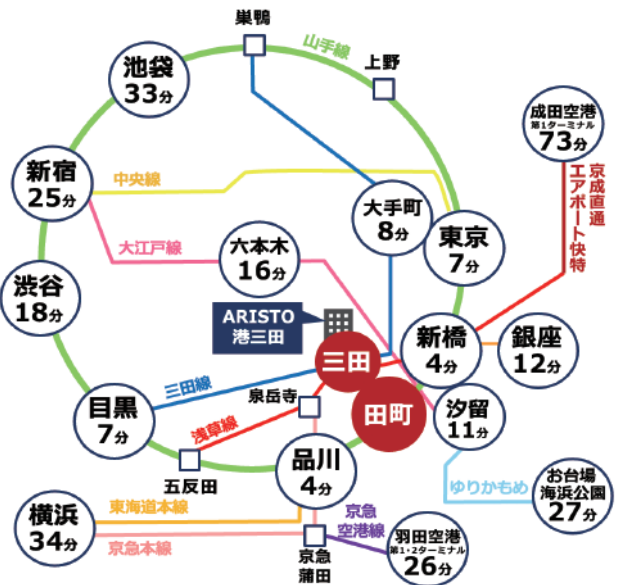 巣鴨
山手線
池袋
33分
上野
成田空港
第1ターミナル
73分
新宿
25分
中央線
京成直通
エアポート快特
大手町
8分
大江戸線
六本木
16分
東京
7分
渋谷
18分
ARISTO
港三田
新橋
4分
銀座
12分
三田
三田線
泉岳寺
田町
汐留
11分
目黒
7分
浅草線
五反田
品川
4分
ゆりかもめ
お台場
海浜公園
27分
横浜
34分
東海道本線
京急本線
京急
空港線
京急
蒲田
羽田空港
第1・2ターミナル
26分